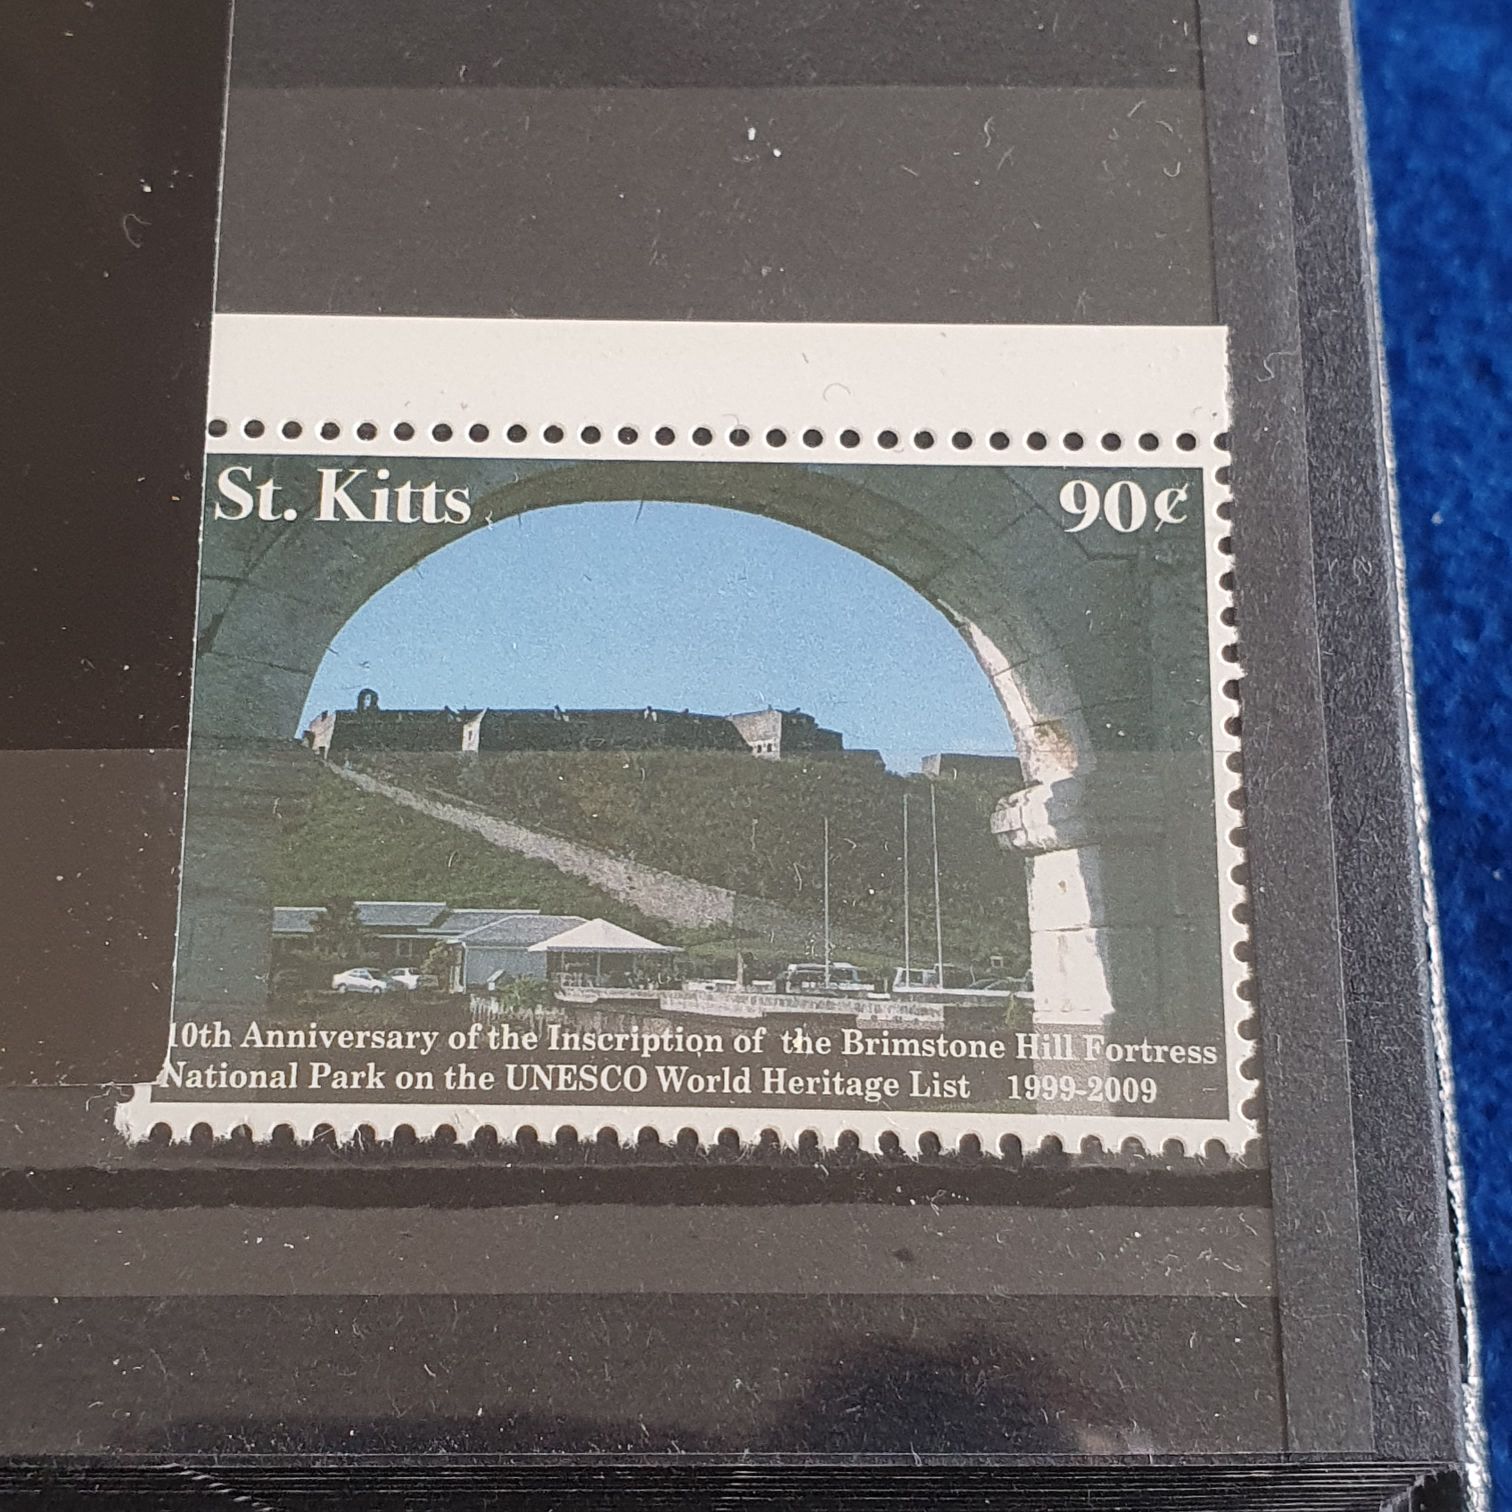 St. Kitts 90¢
10th Anniversary of the Inscription of the Brimstone Hill Fortress
National Park on the UNESCO World Heritage List 1999-2009